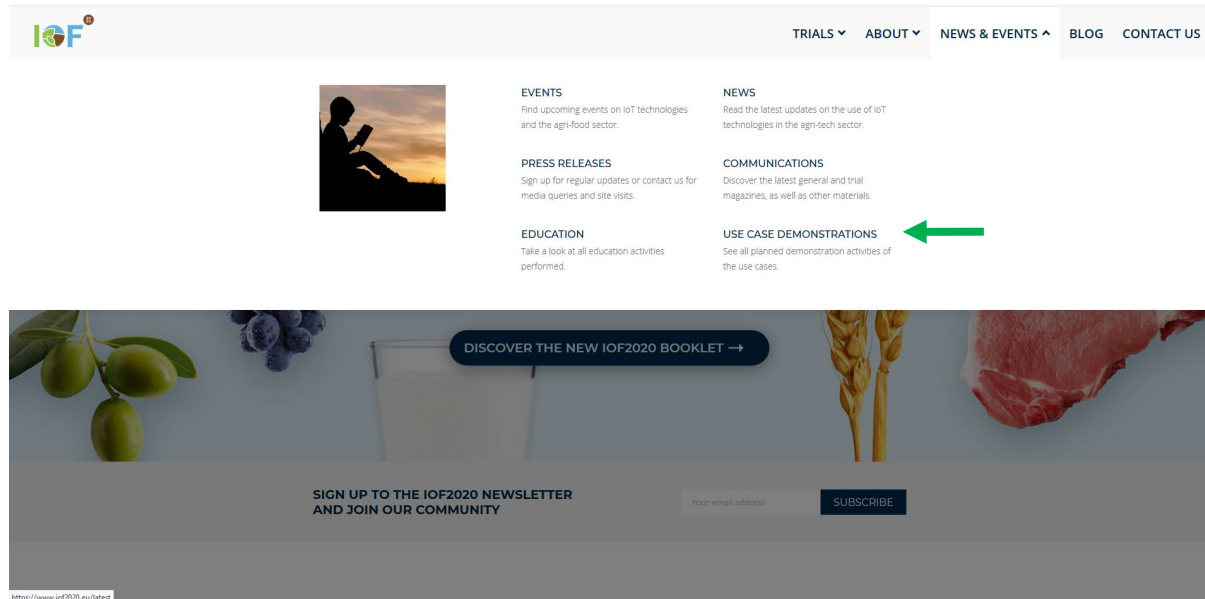 IOF
TRIALS ABOUT NEWS & EVENTS BLOG CONTACT US
EVENTS
Find upcoming events on IoT technologies
and the agri-food sector.
NEWS
Read the latest updates on the use of IoT
technologies in the agri-tech sector.
PRESS RELEASES
Sign up for regular updates or contact us for
media queries and site visits.
COMMUNICATIONS
Discover the latest general and trial
magazines, as well as other materials.
EDUCATION
Take a look at all education activities
performed.
USE CASE DEMONSTRATIONS
See all planned demonstration activities of
the use cases.
DISCOVER THE NEW IOF2020 BOOKLET →
SIGN UP TO THE IOF2020 NEWSLETTER
AND JOIN OUR COMMUNITY
Your email address
SUBSCRIBE
https://www.iof2020.eu/latest